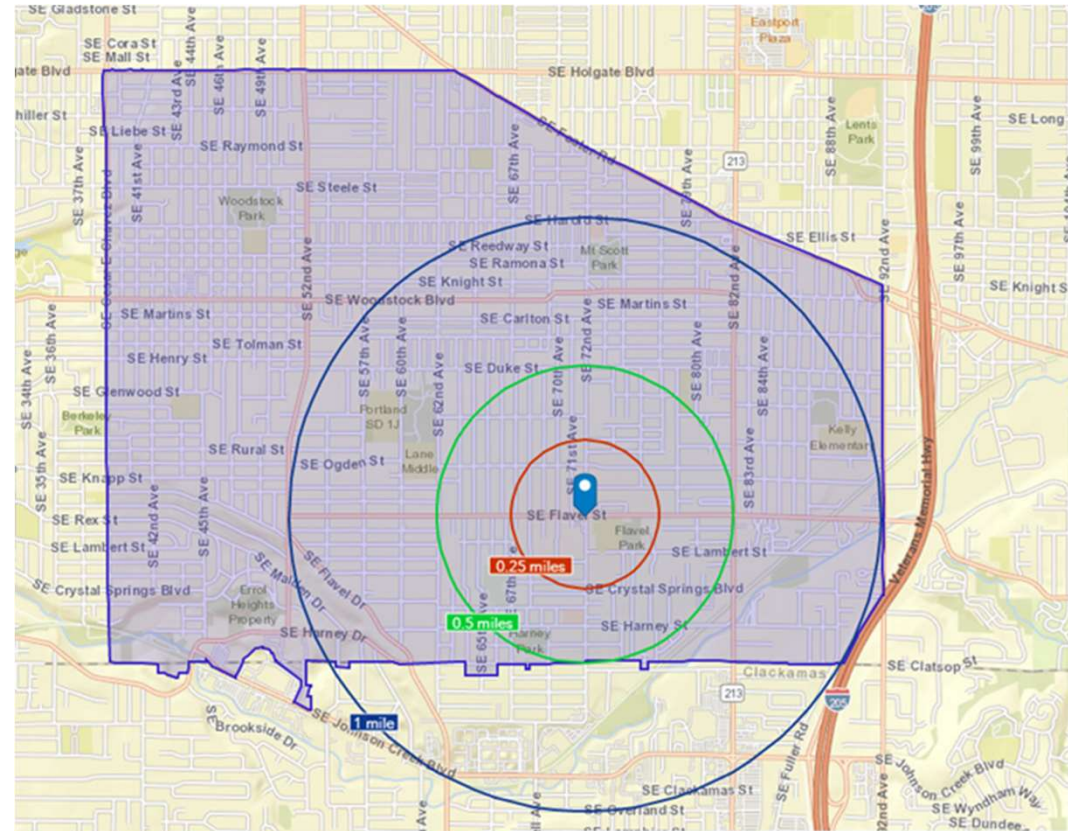 SE Gladstone St
Eastport
Plaza
SE Cora St
SE Mall St
SE 44th Ave
SE Holgate Blvd
gate Blvd
SE 43rd Ave
SE 46th Ave
SE 49th Ave
hiller St
SE Liebe St
SE Raymond St
SE Foster Rd
SE 88th Ave
Lents
Park
SE 99th Ave
SE Long
SE 37th Ave
SE 41st Ave
SE 67th Ave
SE 79th Ave
213
SE Steele St
Woodstock
Park
SE Harold St
SE Ellis St
SE 92nd Ave
SE 97th Ave
SE Reedway St
Mt Scott
Park
SE Ramona St
SE Knight St
SE Knight S
SE 52nd Ave
SE Woodstock Blvd
SE Martins St
SE Martins St
SE Carlton St
SE 82nd Ave
SE 36th Ave
SE 34th Ave
SE Tolman St
SE Henry St
SE 57th Ave
SE 60th Ave
SE 62nd Ave
SE Duke St
SE 70th Ave
SE 72nd Ave
SE 80th Ave
SE 84th Ave
SE Glenwood St
Berkeley
Park
Portland
SD 1J
Kelly
Elementar
SE 35th Ave
SE Rural St
SE Ogden St
Lane
Middle
SE 71st Ave
SE 83rd Ave
SE Knapp St
SE 42nd Ave
SE 45th Ave
SE Rex St
SE Flavel St
Flavel
Park
SE Lambert St
SE Lambert St
Veterans Memorial Hwy
0.25 miles
SE Malden Dr
SE Flavel Dr
SE Crystal Springs Blvd
SE Crystal Springs Blvd
Errol
Heights
Property
SE 67th
SE 65th
0.5 miles
SE Harney Dr
SE Harney St
Harney
Park
Clackamas
SE Clatsop St
213
205
1 mile
SE
Brookside Dr
SE Johnson Creek Blvd
SE Fuller Rd
SE Johnson Creek Blvd
SE Clackamas St
SE Overland St
SE Wyndham Way
SE Dundee
2nd Ave
Ave
ll Ave